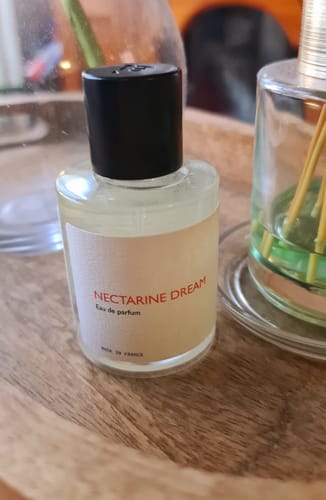 NECTARINE DREAM
Eau de parfum
MADE IN FRANCE